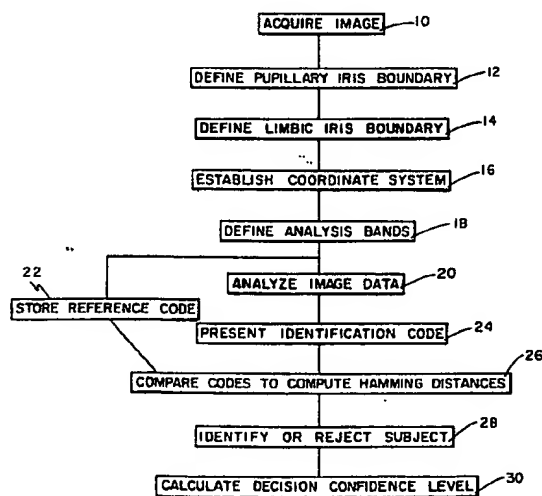 ACQUIRE IMAGE 10
DEFINE PUPILLARY IRIS BOUNDARY 12
DEFINE LIMBIC IRIS BOUNDARY 14
ESTABLISH COORDINATE SYSTEM 16
DEFINE ANALYSIS BANDS 18
22
ANALYZE IMAGE DATA 20
STORE REFERENCE CODE
PRESENT IDENTIFICATION CODE 24
COMPARE CODES TO COMPUTE HAMMING DISTANCES 26
IDENTIFY OR REJECT SUBJECT 28
CALCULATE DECISION CONFIDENCE LEVEL 30